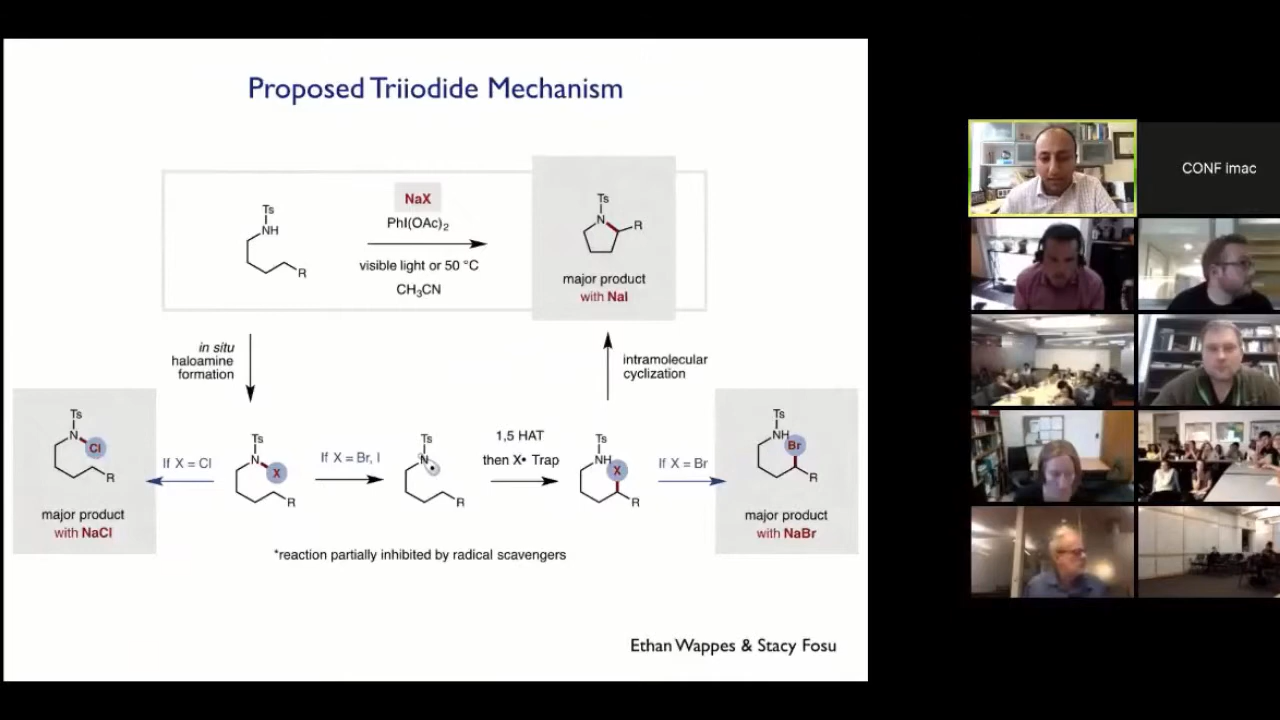 Proposed Triiodide Mechanism
Ts
NH
R
NaX
PhI(OAc)2
visible light or 50 °C
CH3CN
Ts
N
R
major product
with NaI
in situ
haloamine
formation
intramolecular
cyclization
Ts
N
Cl
R
major product
with NaCl
If X = Cl
Ts
N
X
R
If X = Br, I
Ts
N
R
1,5 HAT
then X• Trap
Ts
NH
X
R
If X = Br
Ts
NH
Br
R
major product
with NaBr
*reaction partially inhibited by radical scavengers
Ethan Wappes & Stacy Fosu
CONF imac